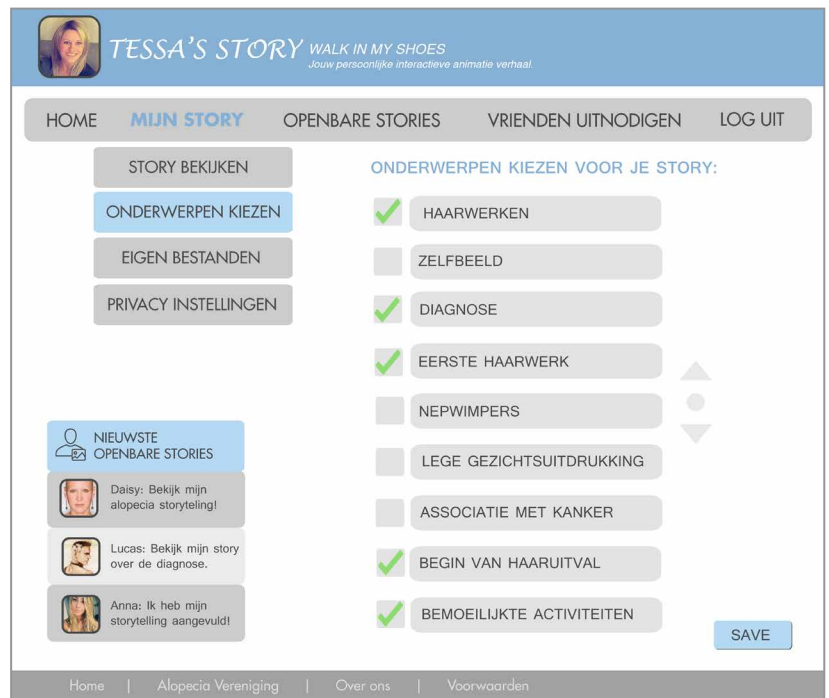 TESSA'S STORY WALK IN MY SHOES
Jouw persoonlijke interactieve animatie verhaal.
HOME MIJN STORY OPENBARE STORIES VRIENDEN UITNODIGEN LOG UIT
STORY BEKIJKEN
ONDERWERPEN KIEZEN
EIGEN BESTANDEN
PRIVACY INSTELLINGEN
ONDERWERPEN KIEZEN VOOR JE STORY:
HAARWERKEN
ZELFBEELD
DIAGNOSE
EERSTE HAARWERK
NEPWIMPERS
LEGE GEZICHTSUITDRUKKING
ASSOCIATIE MET KANKER
BEGIN VAN HAARUITVAL
BEMOEILIJKTE ACTIVITEITEN
NIEUWSTE
OPENBARE STORIES
Daisy: Bekijk mijn
alopecia storyteling!
Lucas: Bekijk mijn story
over de diagnose.
Anna: Ik heb mijn
storytelling aangevuld!
SAVE
Home | Alopecia Vereniging | Over ons | Voorwaarden